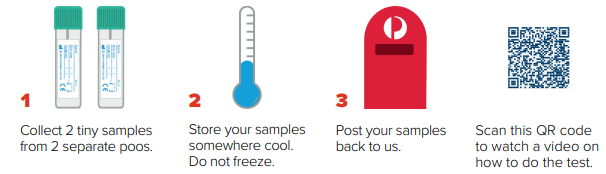 1
Collect 2 tiny samples
from 2 separate poos.
2
Store your samples
somewhere cool.
Do not freeze.
3
Post your samples
back to us.
Scan this QR code
to watch a video on
how to do the test.